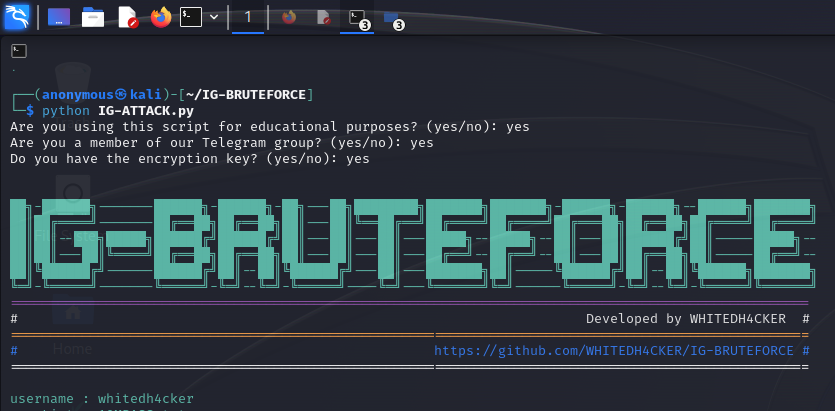 1
3
3
(anonymous㉿kali)-[~/IG-BRUTEFORCE]
$ python IG-ATTACK.py
Are you using this script for educational purposes? (yes/no): yes
Are you a member of our Telegram group? (yes/no): yes
Do you have the encryption key? (yes/no): yes
IG-BRUTEFORCE
# Developed by WHITEDH4CKER #
# https://github.com/WHITEDH4CKER/IG-BRUTEFORCE #
Home
username : whitedh4cker